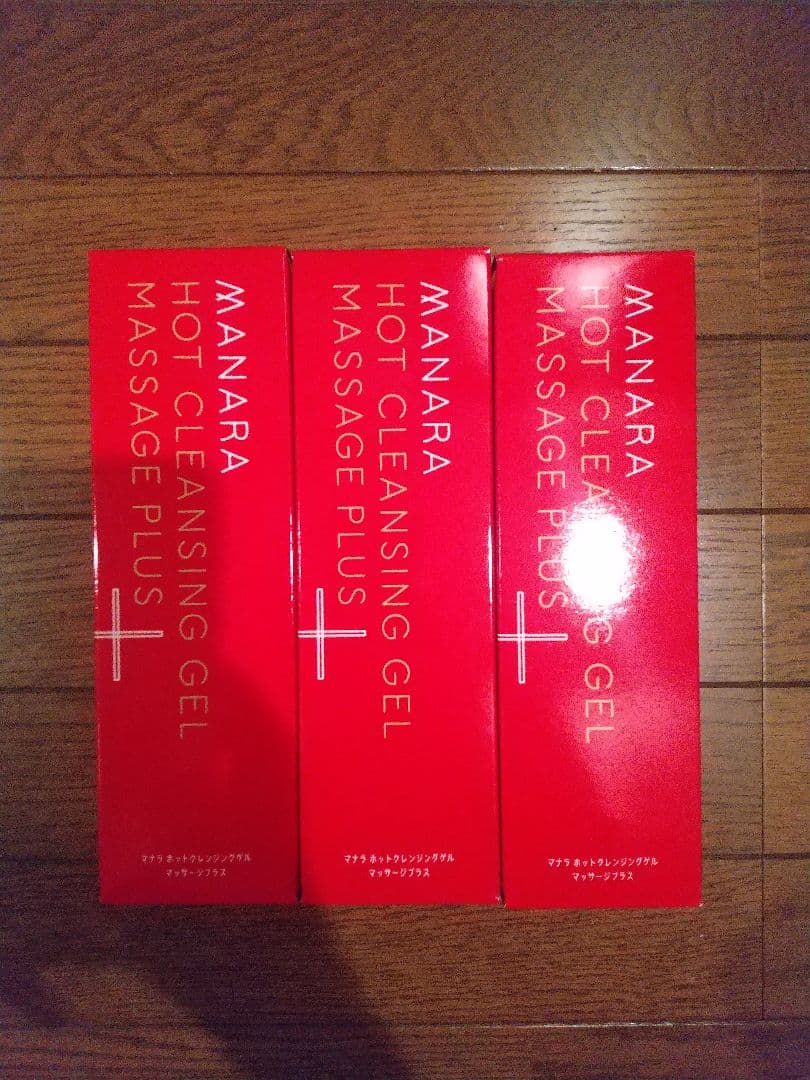 MANARA
HOT CLEANSING GEL
MASSAGE PLUS
マナラ ホットクレンジングゲル
マッサージプラス
MANARA
HOT CLEANSING GEL
MASSAGE PLUS
マナラ ホットクレンジングゲル
マッサージプラス
MANARA
HOT CLEANSING GEL
MASSAGE PLUS
マナラ ホットクレンジングゲル
マッサージプラス